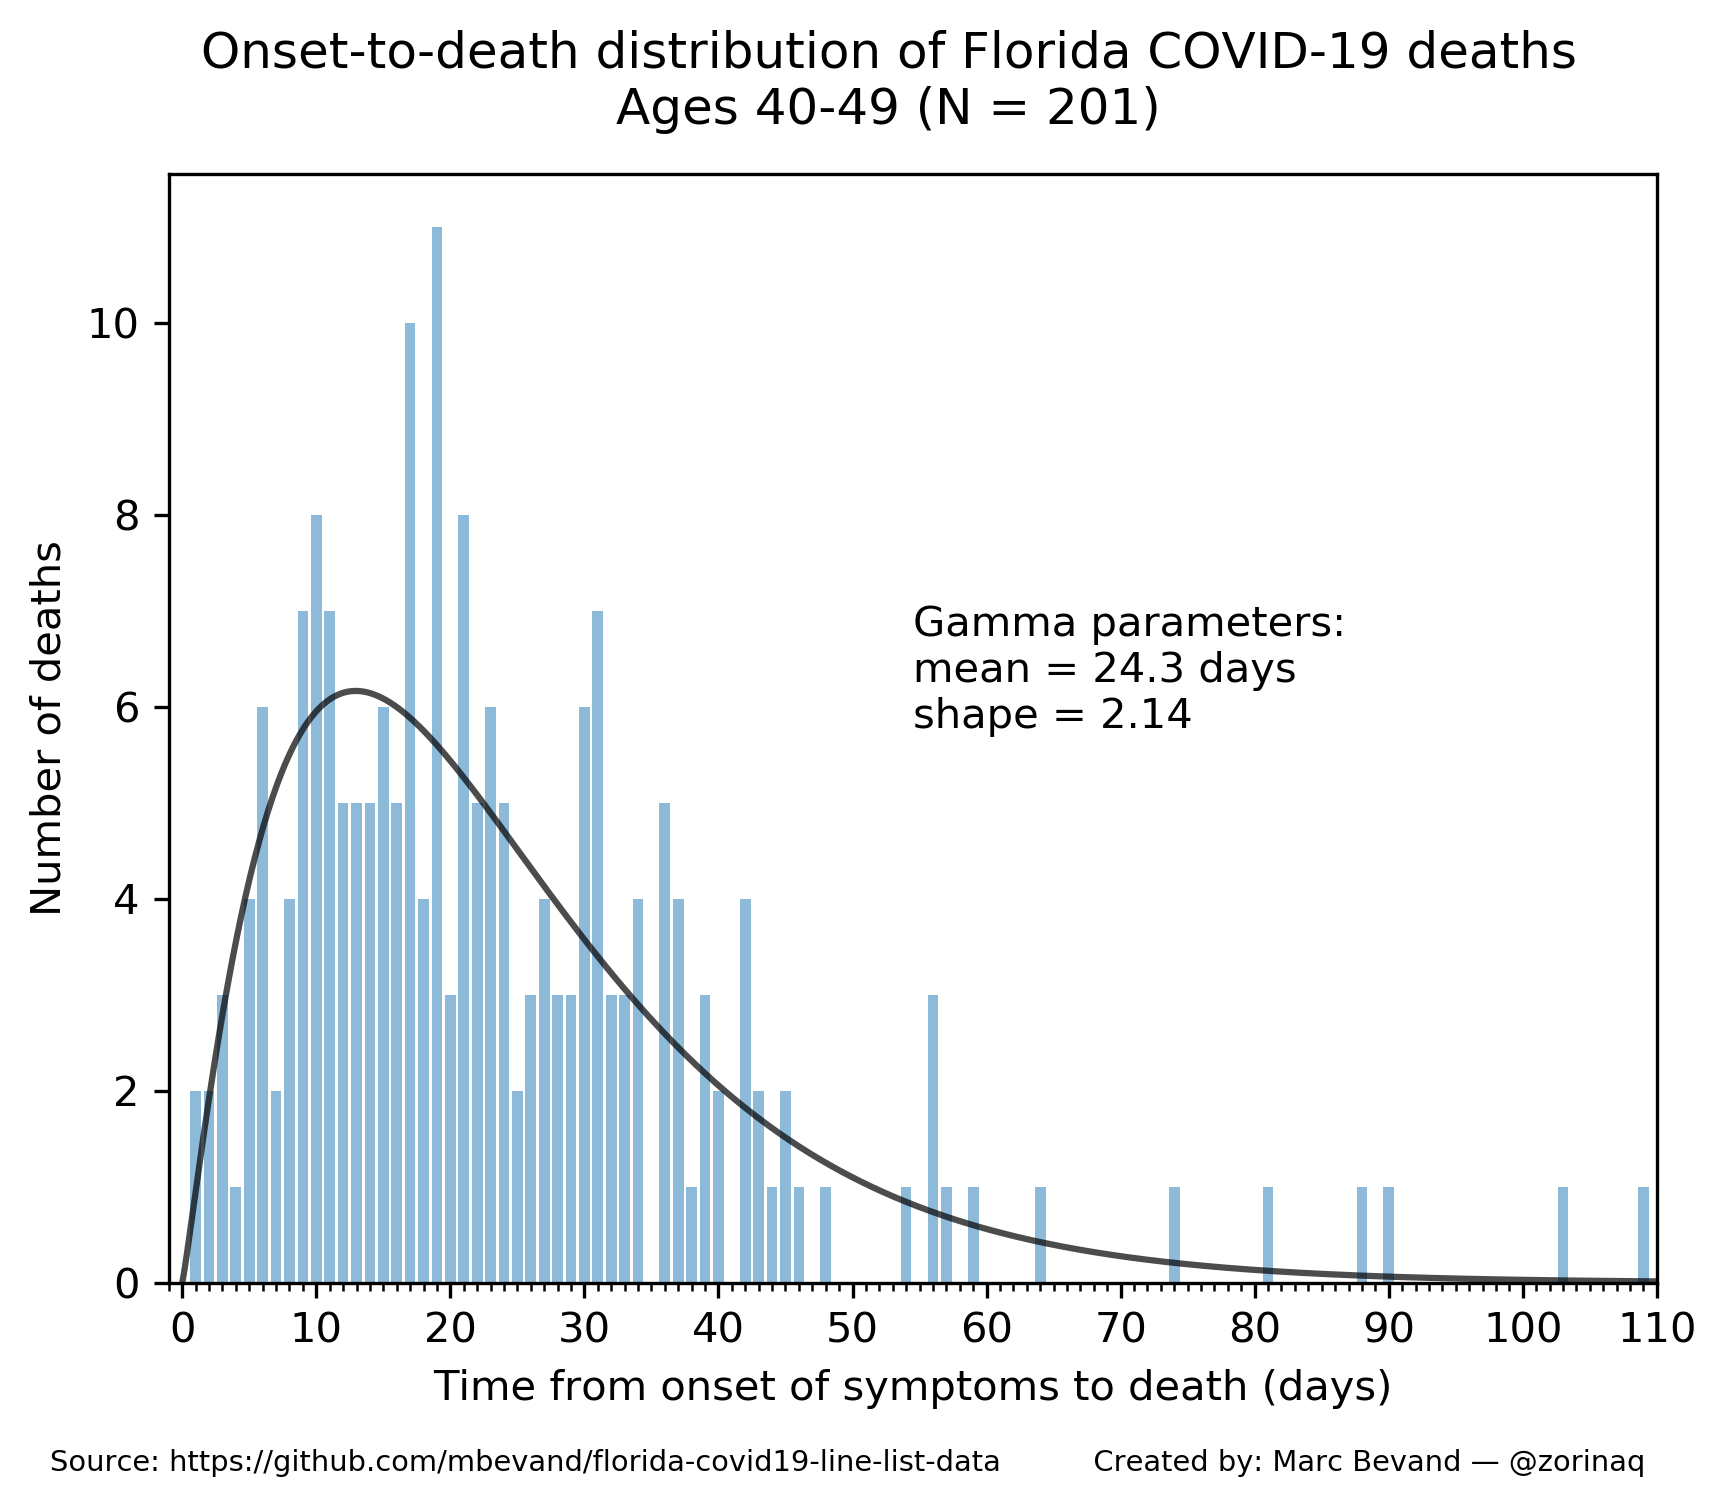 Onset-to-death distribution of Florida COVID-19 deaths
Ages 40-49 (N = 201)
Number of deaths
10
8
6
4
2
0
Gamma parameters:
mean = 24.3 days
shape = 2.14
0 10 20 30 40 50 60 70 80 90 100 110
Time from onset of symptoms to death (days)
Source: https://github.com/mbevand/florida-covid19-line-list-data
Created by: Marc Bevand — @zorinaq